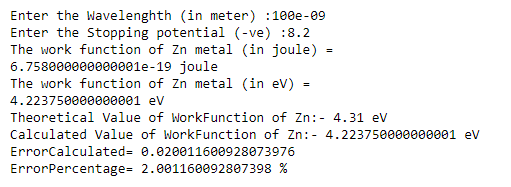 Enter the Wavelenghth (in meter) :100e-09
Enter the Stopping potential (-ve) :8.2
The work function of Zn metal (in joule) =
6.758000000000001e-19 joule
The work function of Zn metal (in eV) =
4.223750000000001 eV
Theoretical Value of WorkFunction of Zn:- 4.31 eV
Calculated Value of WorkFunction of Zn:- 4.223750000000001 eV
ErrorCalculated= 0.020011600928073976
ErrorPercentage= 2.001160092807398 %